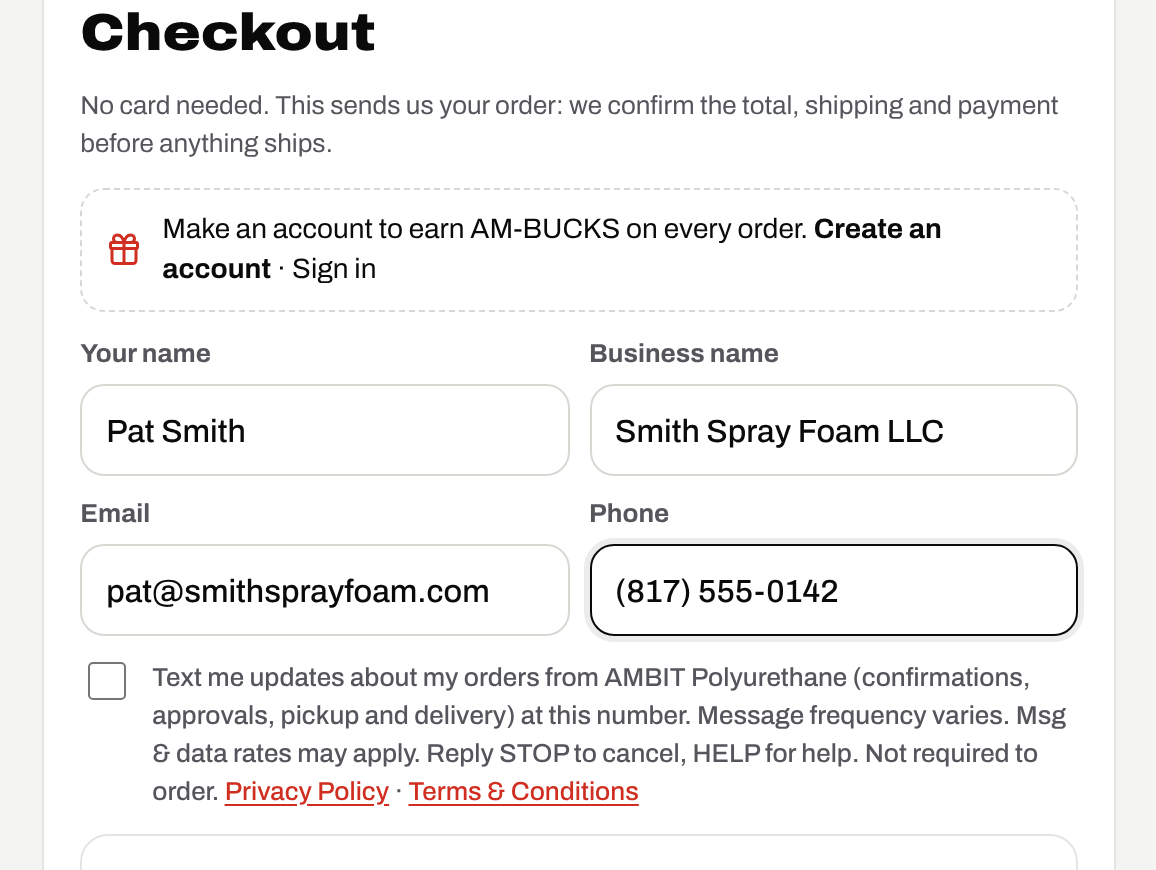 Checkout
No card needed. This sends us your order: we confirm the total, shipping and payment
before anything ships.
Make an account to earn AM-BUCKS on every order. Create an
account · Sign in
Your name
Business name
Pat Smith
Smith Spray Foam LLC
Email
Phone
pat@smithsprayfoam.com
(817) 555-0142
Text me updates about my orders from AMBIT Polyurethane (confirmations,
approvals, pickup and delivery) at this number. Message frequency varies. Msg
& data rates may apply. Reply STOP to cancel, HELP for help. Not required to
order. Privacy Policy · Terms & Conditions